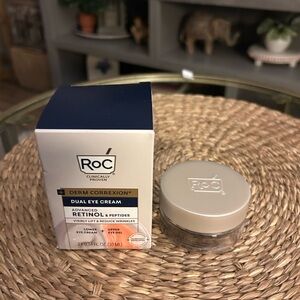 RoC
CLINICALLY
PROVEN
DERM CORREXION®
DUAL EYE CREAM
ADVANCED
RETINOL & PEPTIDES
VISIBLY LIFT & REDUCE WRINKLES
LOWER EYE CREAM + UPPER EYE GEL
RoC